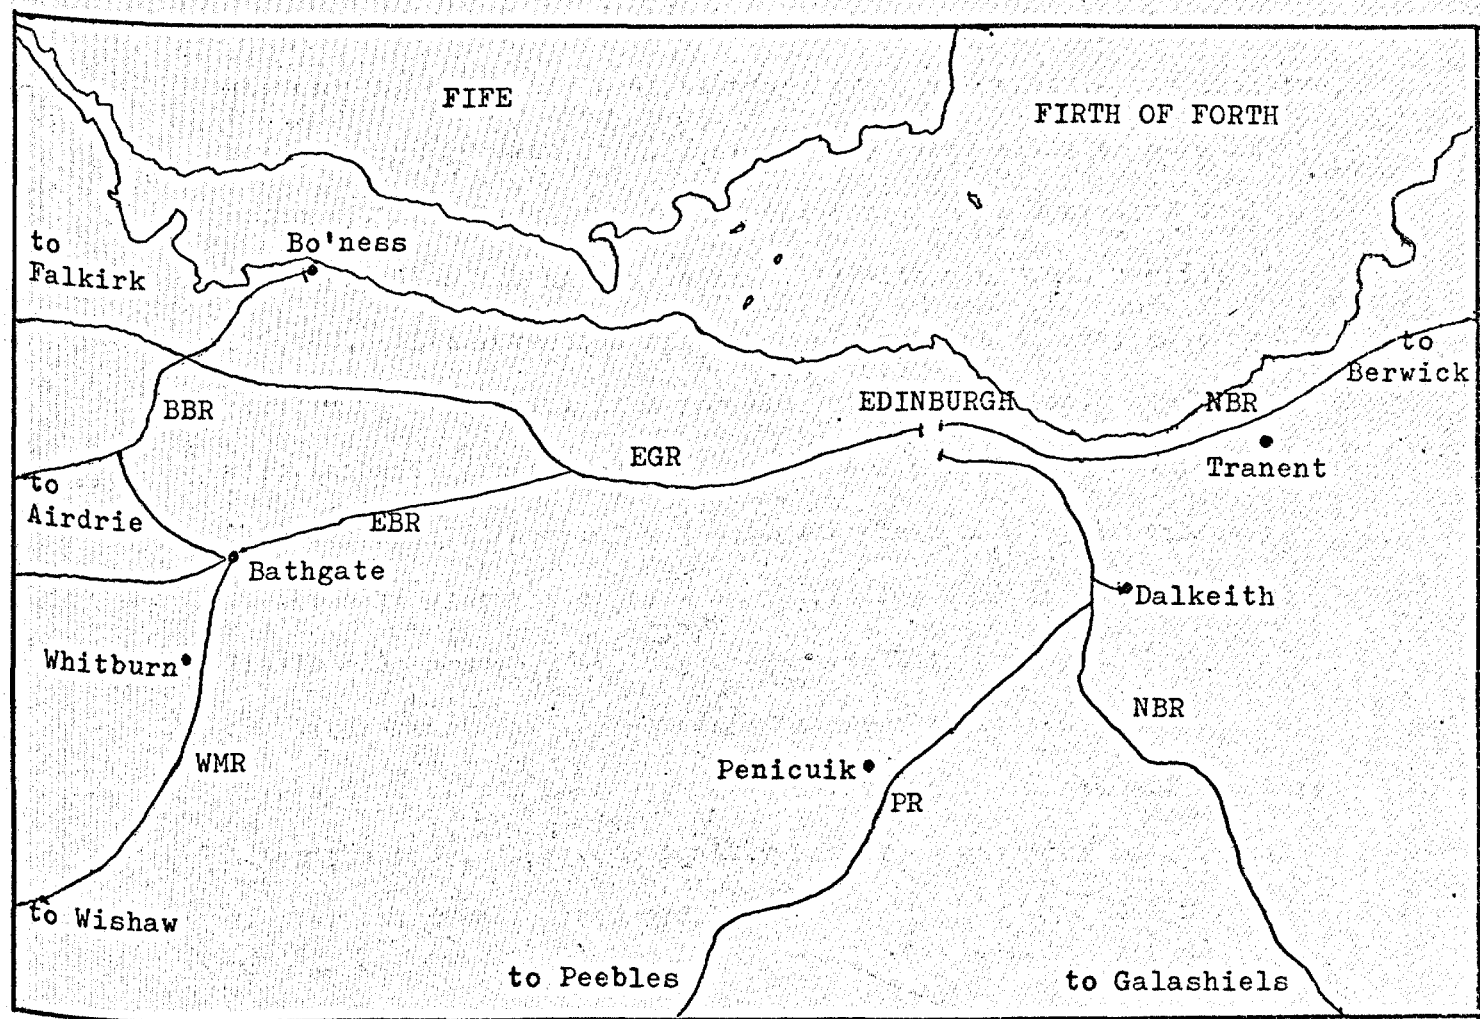 FIFE
FIRTH OF FORTH
to
Falkirk
Bo'ness
to
Berwick
BBR
EDINBURGH
NBR
EGR
Tranent
to
Airdrie
EBR
Bathgate
Dalkeith
Whitburn
NBR
WMR
Penicuik
PR
to Wishaw
to Peebles
to Galashiels